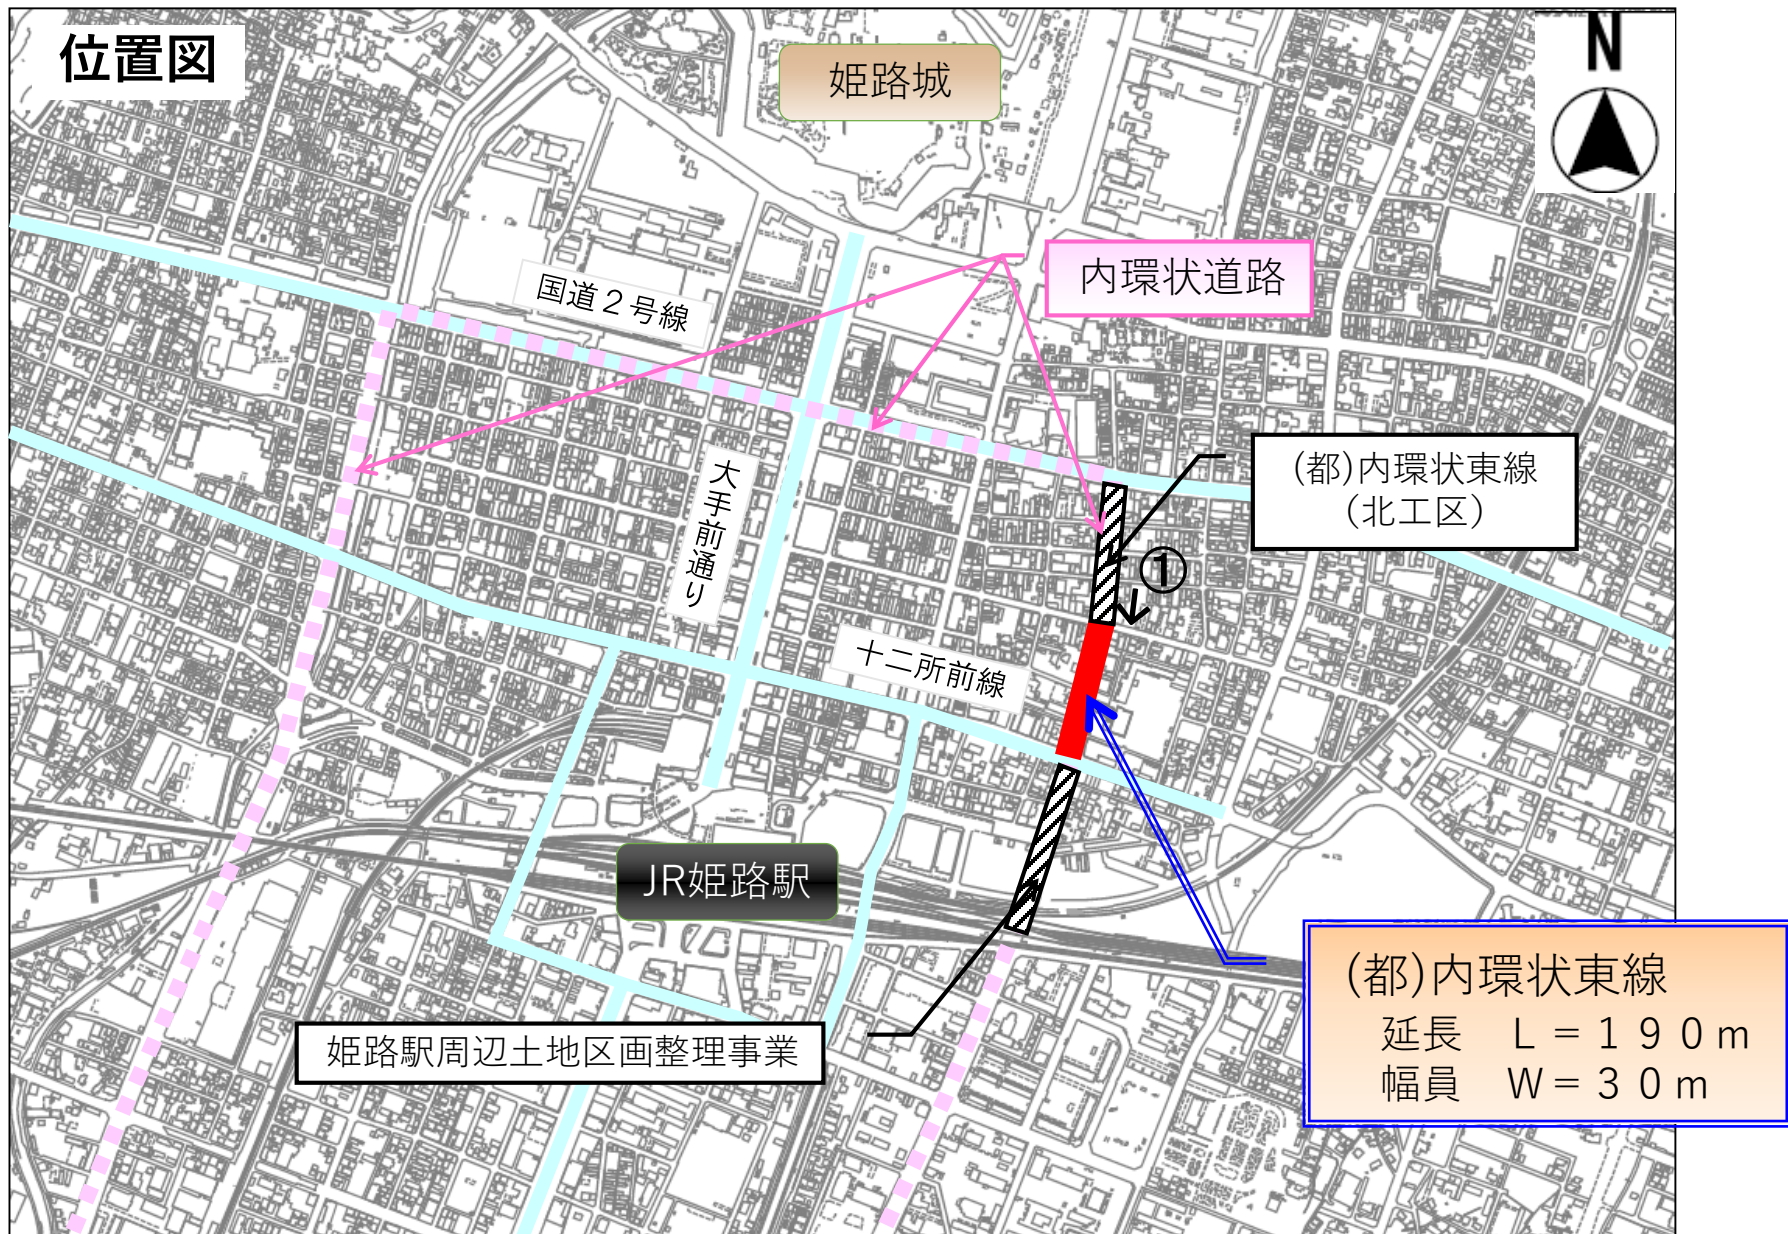 位置図
姫路城
N
内環状道路
国道２号線
(都)内環状東線
(北工区)
大手前通り
①
十二所前線
JR姫路駅
(都)内環状東線
延長　Ｌ＝１９０ｍ
幅員　Ｗ＝３０ｍ
姫路駅周辺土地区画整理事業